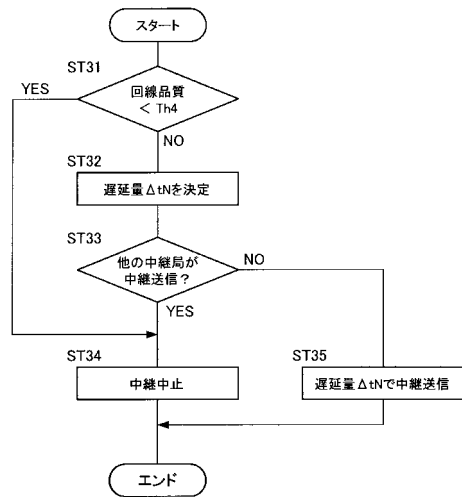 スタート
ST31
YES
回線品質
< Th4
NO
ST32
遅延量ΔtNを決定
ST33
他の中継局が
中継送信？
NO
YES
ST34
中継中止
ST35
遅延量ΔtNで中継送信
エンド